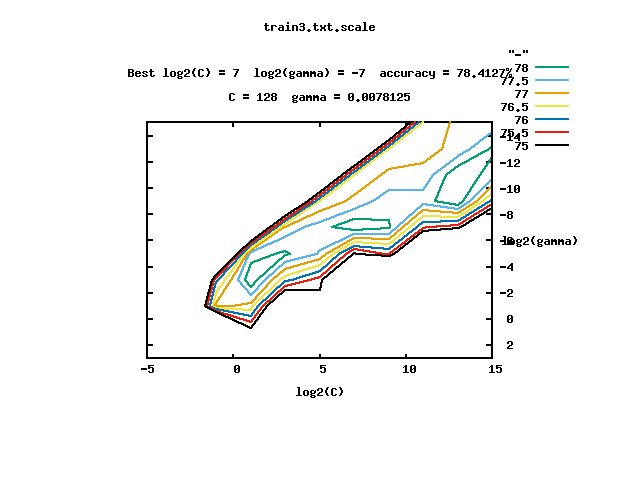 train3.txt.scale
"-"
Best log2(C) = 7  log2(gamma) = -7  accuracy = 78.4127%
78
77.5
C = 128  gamma = 0.0078125
77
76.5
76
75.5
75
-14
-12
-10
-8
-6
log2(gamma)
-4
-2
0
2
-5 0 5 10 15
log2(C)